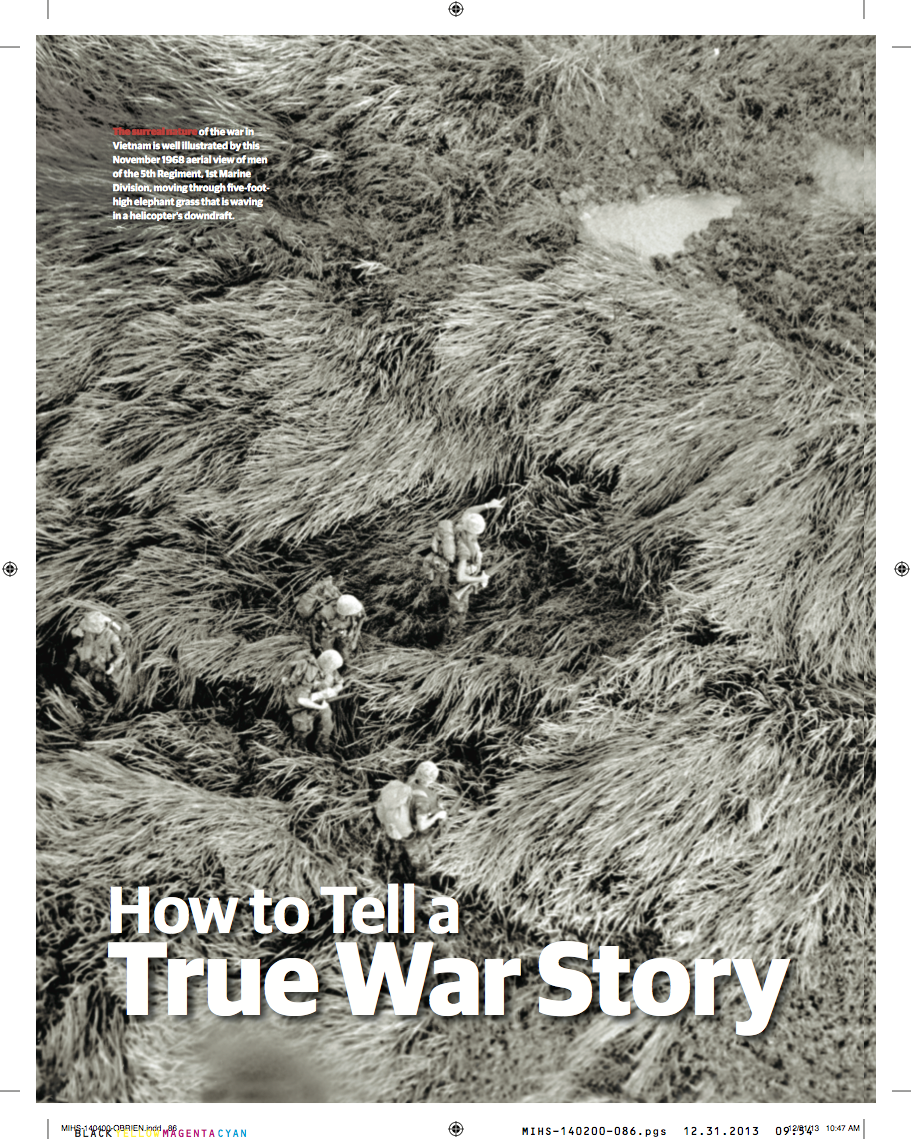 The surreal nature of the war in
Vietnam is well illustrated by this
November 1968 aerial view of men
of the 5th Regiment, 1st Marine
Division, moving through five-foot-
high elephant grass that is waving
in a helicopter's downdraft.
How to Tell a
True War Story
MIHS-140400-OBRIEN.indd 86
BLACK YELLOW MAGENTA CYAN
MIHS-140200-086.pgs 12.31.2013 09:54
10:47 AM